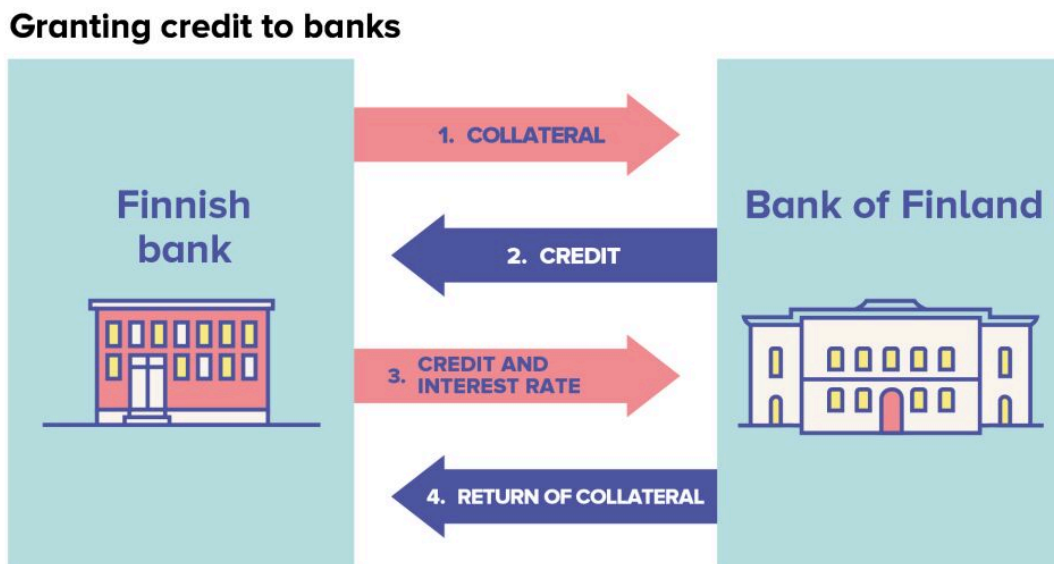 Granting credit to banks
Finnish
bank
Bank of Finland
1. COLLATERAL
2. CREDIT
3. CREDIT AND
INTEREST RATE
4. RETURN OF COLLATERAL